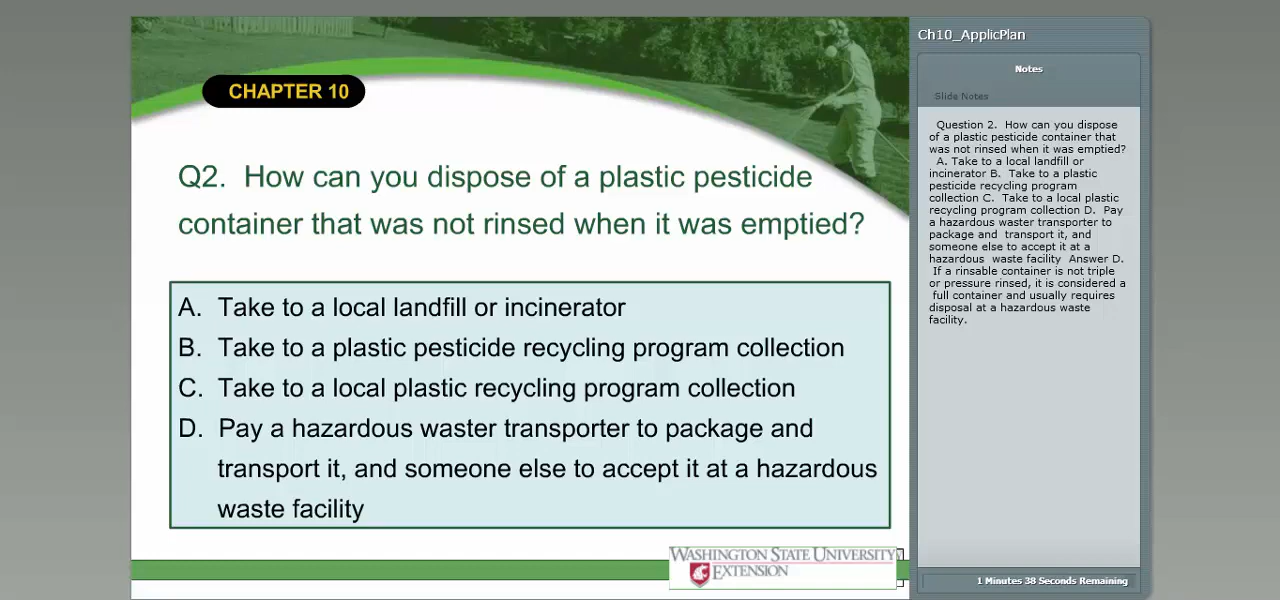 CHAPTER 10
Q2. How can you dispose of a plastic pesticide
container that was not rinsed when it was emptied?
A. Take to a local landfill or incinerator
B. Take to a plastic pesticide recycling program collection
C. Take to a local plastic recycling program collection
D. Pay a hazardous waster transporter to package and
transport it, and someone else to accept it at a hazardous
waste facility
WASHINGTON STATE UNIVERSITY
EXTENSION
Ch10_ApplicPlan
Notes
Slide Notes
Question 2. How can you dispose
of a plastic pesticide container that
was not rinsed when it was emptied?
A. Take to a local landfill or
incinerator B. Take to a plastic
pesticide recycling program
collection C. Take to a local plastic
recycling program collection D. Pay
a hazardous waster transporter to
package and transport it, and
someone else to accept it at a
hazardous waste facility Answer D.
If a rinsable container is not triple
or pressure rinsed, it is considered a
full container and usually requires
disposal at a hazardous waste
facility.
1 Minutes 38 Seconds Remaining